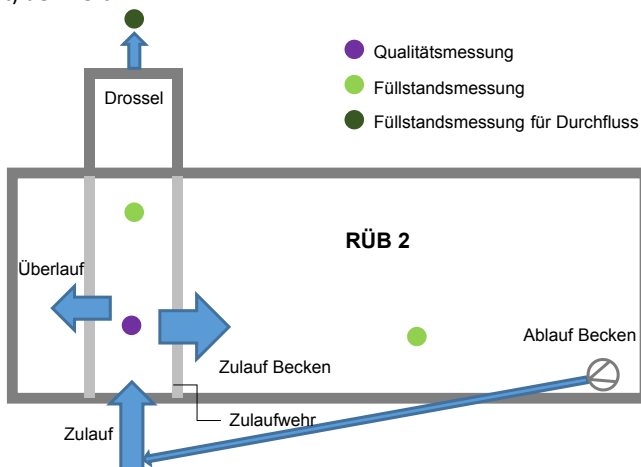 Drossel
Qualitätsmessung
Füllstandsmessung
Füllstandsmessung für Durchfluss
RÜB 2
Überlauf
Ablauf Becken
Zulauf Becken
Zulaufwehr
Zulauf